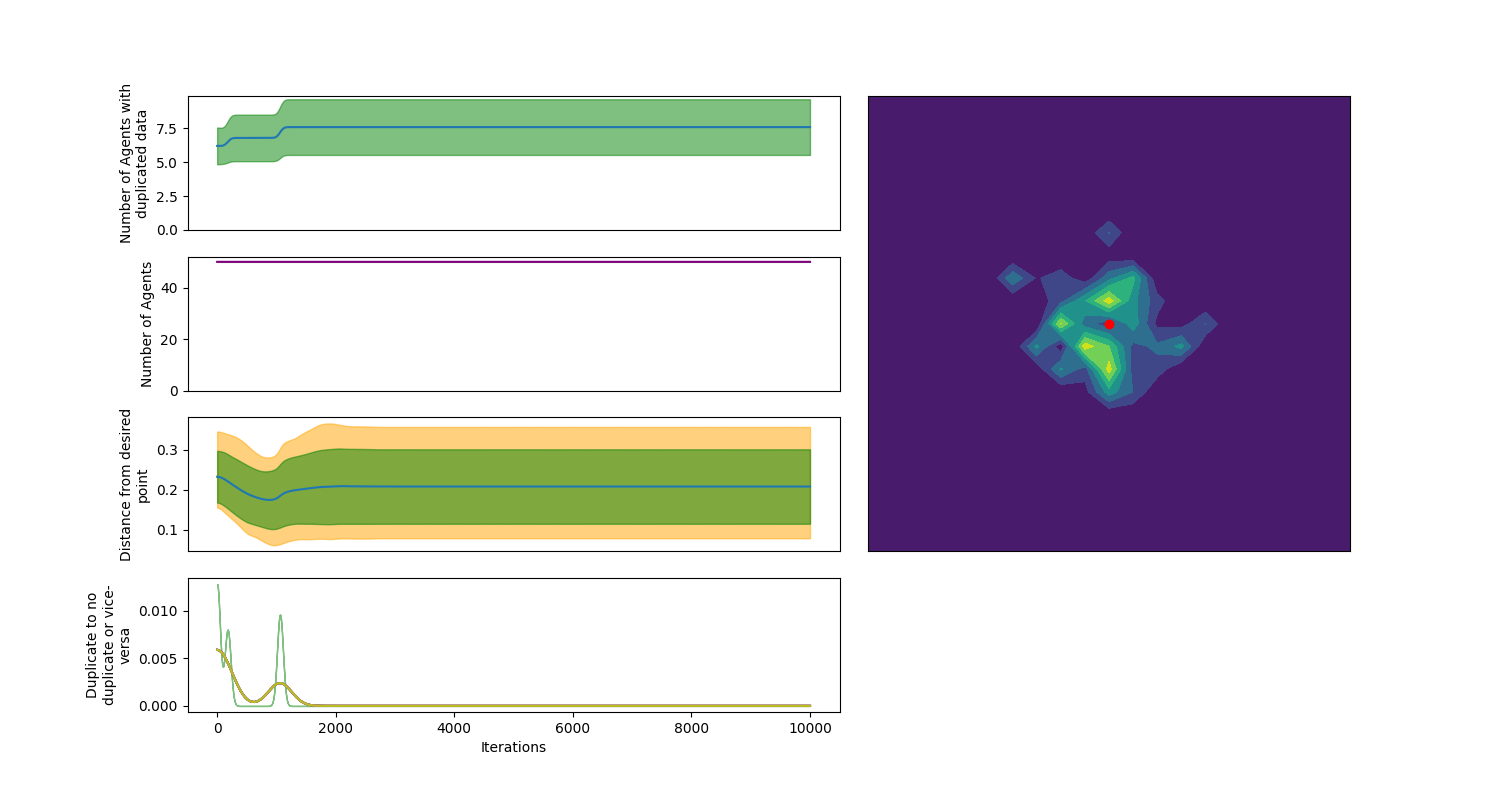 Number of Agents with
duplicated data
7.5
5.0
2.5
0.0
Number of Agents
40
20
0
Distance from desired
point
0.3
0.2
0.1
Duplicate to no
duplicate or vice-
versa
0.010
0.005
0.000
0 2000 4000 6000 8000 10000
Iterations